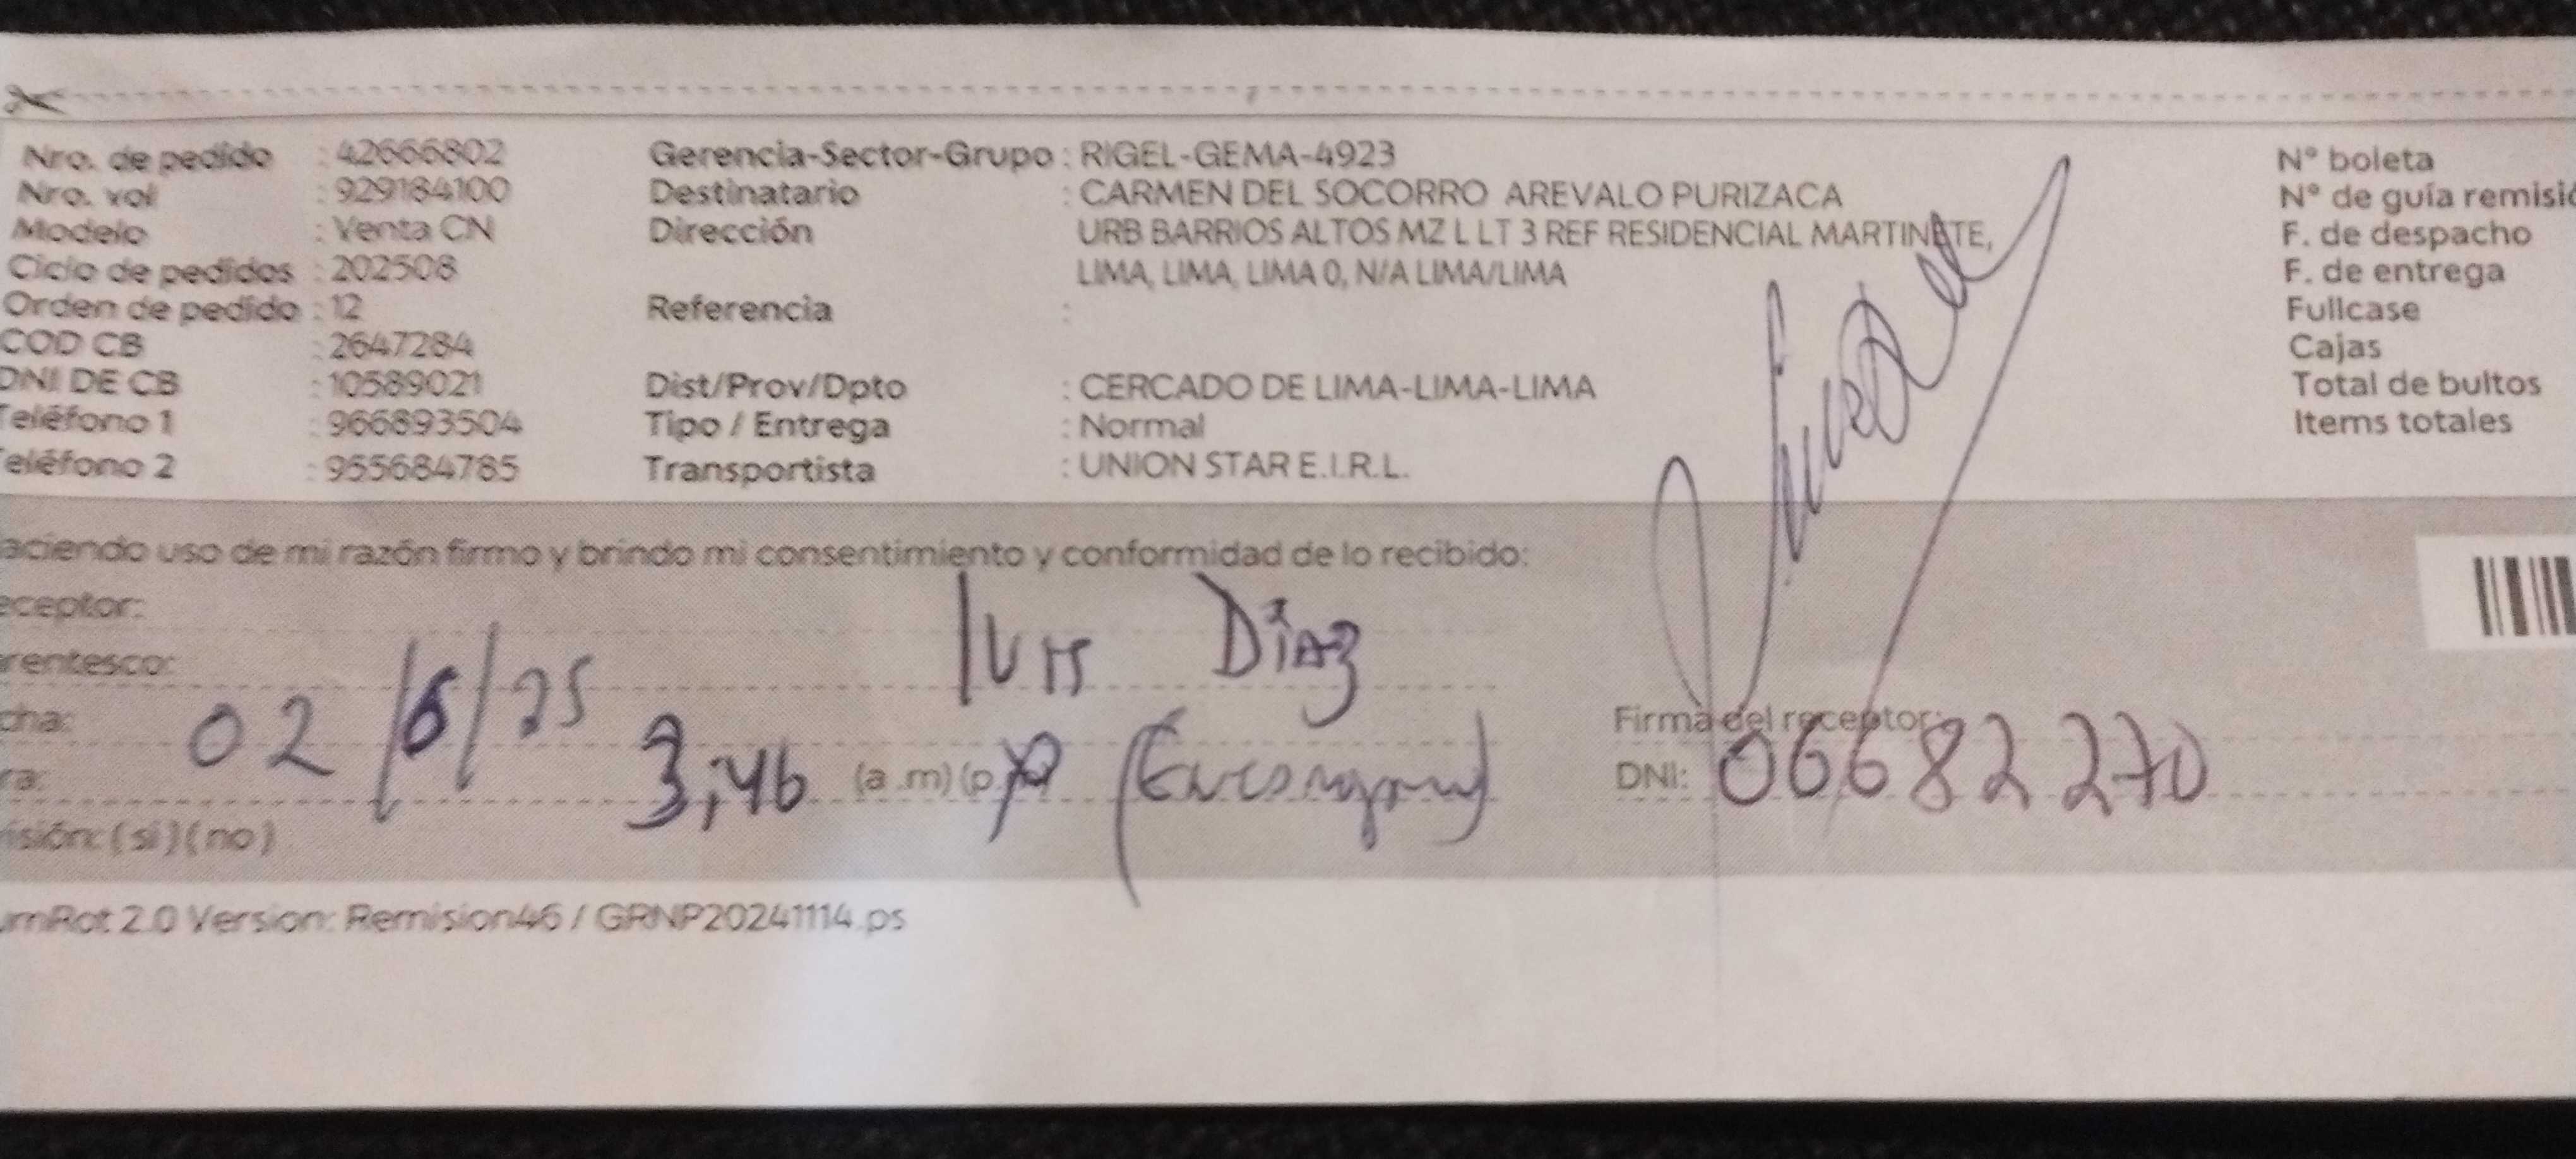 Nro. de pedido : 42666802 Gerencia-Sector-Grupo : RIGEL-GEMA-4923 N° boleta
Nro. vol : 929184100 Destinatario : CARMEN DEL SOCORRO AREVALO PURIZACA N° de guía remisió
Modelo : Venta CN Dirección URB BARRIOS ALTOS MZ L LT 3 REF RESIDENCIAL MARTINETE, F. de despacho
Ciclo de pedidos : 202508 LIMA, LIMA, LIMA 0, N/A LIMA/LIMA F. de entrega
Orden de pedido : 12 Referencia : Fullcase
COD CB : 2647284 Cajas
DNI DE CB : 10589021 Dist/Prov/Dpto : CERCADO DE LIMA-LIMA-LIMA Total de bultos
Teléfono 1 : 966893504 Tipo / Entrega : Normal Items totales
Teléfono 2 : 955684785 Transportista : UNION STAR E.I.R.L.
aciendo uso de mi razón firmo y brindo mi consentimiento y conformidad de lo recibido:
eceptor:
rentesco: Luis Díaz
cha: 02/6/25 Firma del receptor:
ra: 3:46 (a .m) (p. DNI: 06682270
isión: ( si ) ( no )
mRot 2.0 Version: Remision46 / GRNP20241114.ps